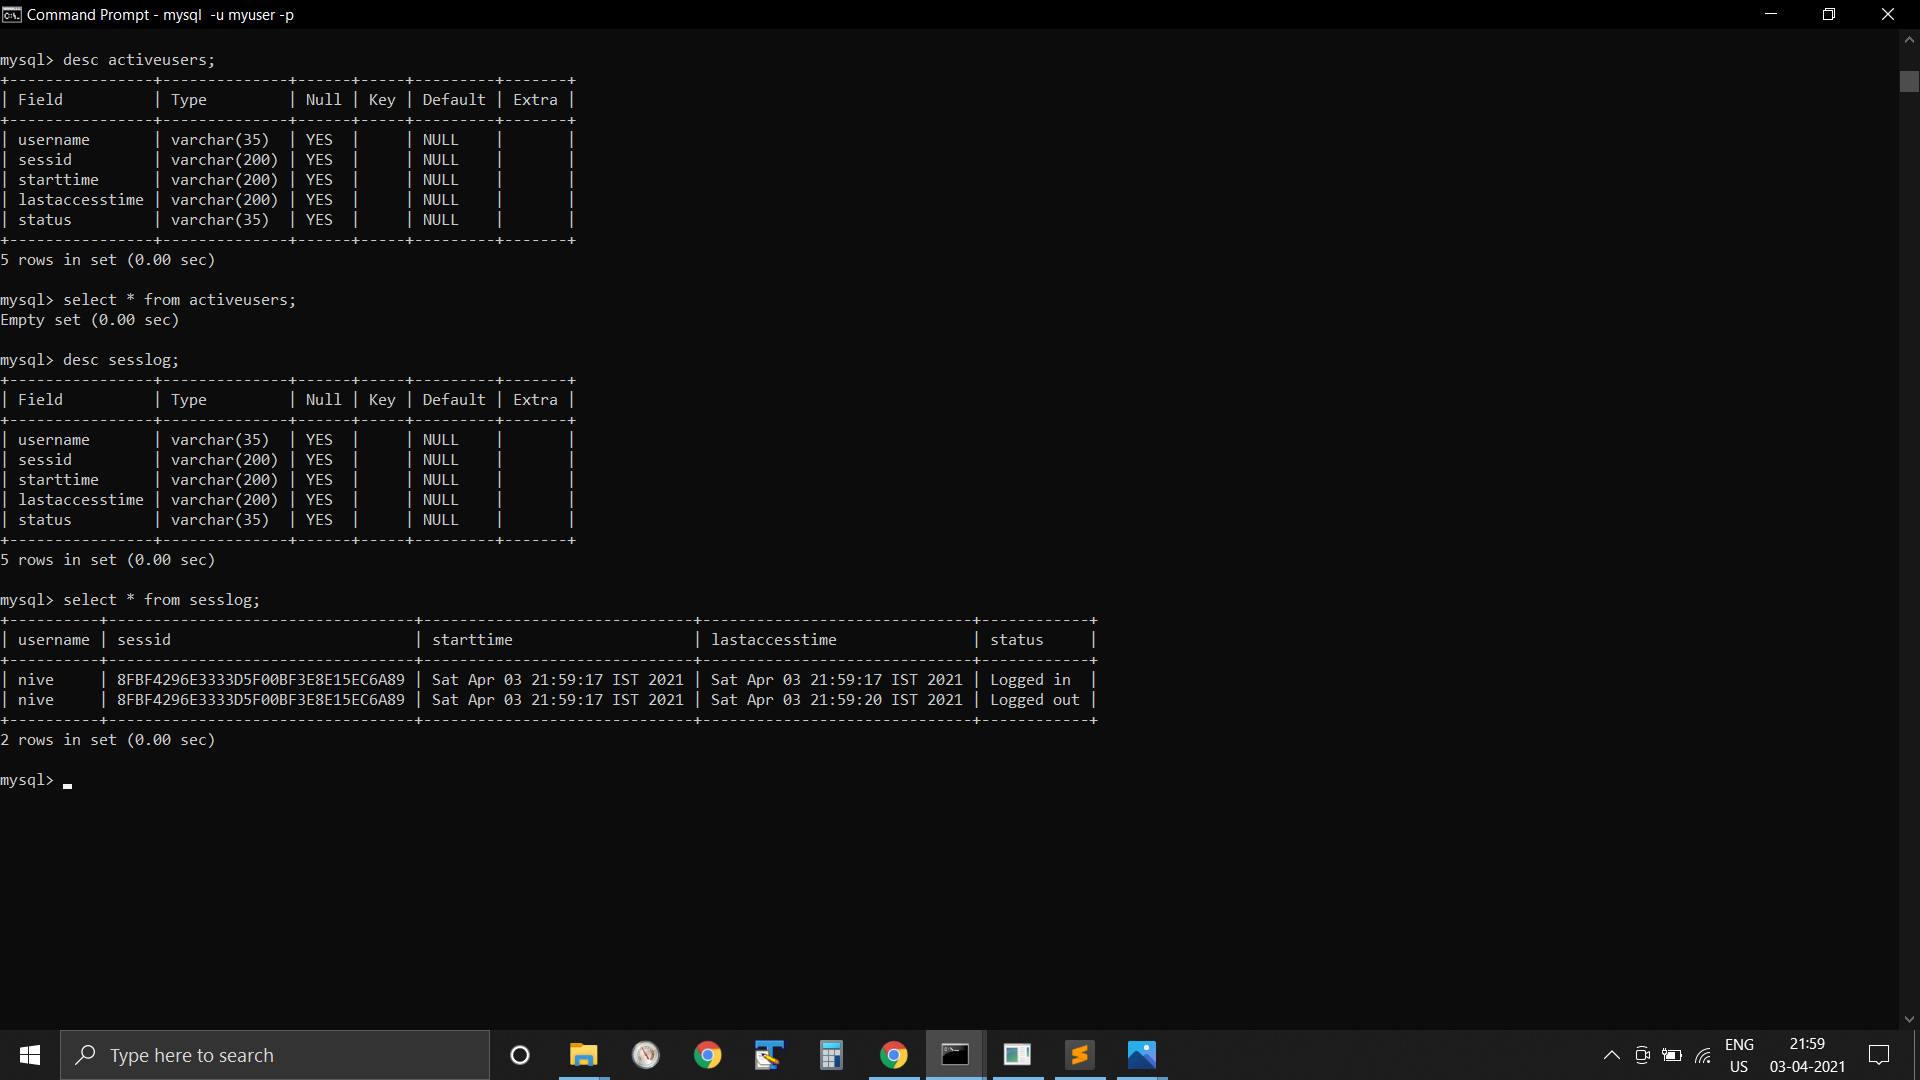 Command Prompt - mysql  -u myuser -p
mysql> desc activeusers;
+----------------+--------------+------+-----+---------+-------+
| Field          | Type         | Null | Key | Default | Extra |
+----------------+--------------+------+-----+---------+-------+
| username       | varchar(35)  | YES  |     | NULL    |       |
| sessid         | varchar(200) | YES  |     | NULL    |       |
| starttime      | varchar(200) | YES  |     | NULL    |       |
| lastaccesstime | varchar(200) | YES  |     | NULL    |       |
| status         | varchar(35)  | YES  |     | NULL    |       |
+----------------+--------------+------+-----+---------+-------+
5 rows in set (0.00 sec)
mysql> select * from activeusers;
Empty set (0.00 sec)
mysql> desc sesslog;
+----------------+--------------+------+-----+---------+-------+
| Field          | Type         | Null | Key | Default | Extra |
+----------------+--------------+------+-----+---------+-------+
| username       | varchar(35)  | YES  |     | NULL    |       |
| sessid         | varchar(200) | YES  |     | NULL    |       |
| starttime      | varchar(200) | YES  |     | NULL    |       |
| lastaccesstime | varchar(200) | YES  |     | NULL    |       |
| status         | varchar(35)  | YES  |     | NULL    |       |
+----------------+--------------+------+-----+---------+-------+
5 rows in set (0.00 sec)
mysql> select * from sesslog;
+----------+----------------------------------+------------------------------+------------------------------+------------+
| username | sessid                           | starttime                    | lastaccesstime               | status     |
+----------+----------------------------------+------------------------------+------------------------------+------------+
| nive     | 8FBF4296E3333D5F00BF3E8E15EC6A89 | Sat Apr 03 21:59:17 IST 2021 | Sat Apr 03 21:59:17 IST 2021 | Logged in  |
| nive     | 8FBF4296E3333D5F00BF3E8E15EC6A89 | Sat Apr 03 21:59:17 IST 2021 | Sat Apr 03 21:59:20 IST 2021 | Logged out |
+----------+----------------------------------+------------------------------+------------------------------+------------+
2 rows in set (0.00 sec)
mysql> _
Type here to search
ENG
US
21:59
03-04-2021